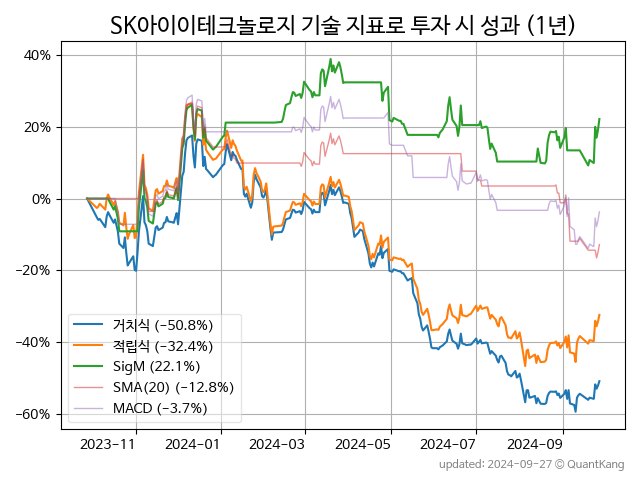 SK아이이테크놀로지 기술 지표로 투자 시 성과 (1년)
40%
20%
0%
−20%
−40%
−60%
거치식 (−50.8%)
적립식 (−32.4%)
SigM (22.1%)
SMA(20) (−12.8%)
MACD (−3.7%)
2023-11 2024-01 2024-03 2024-05 2024-07 2024-09
updated: 2024-09-27 © QuantKang